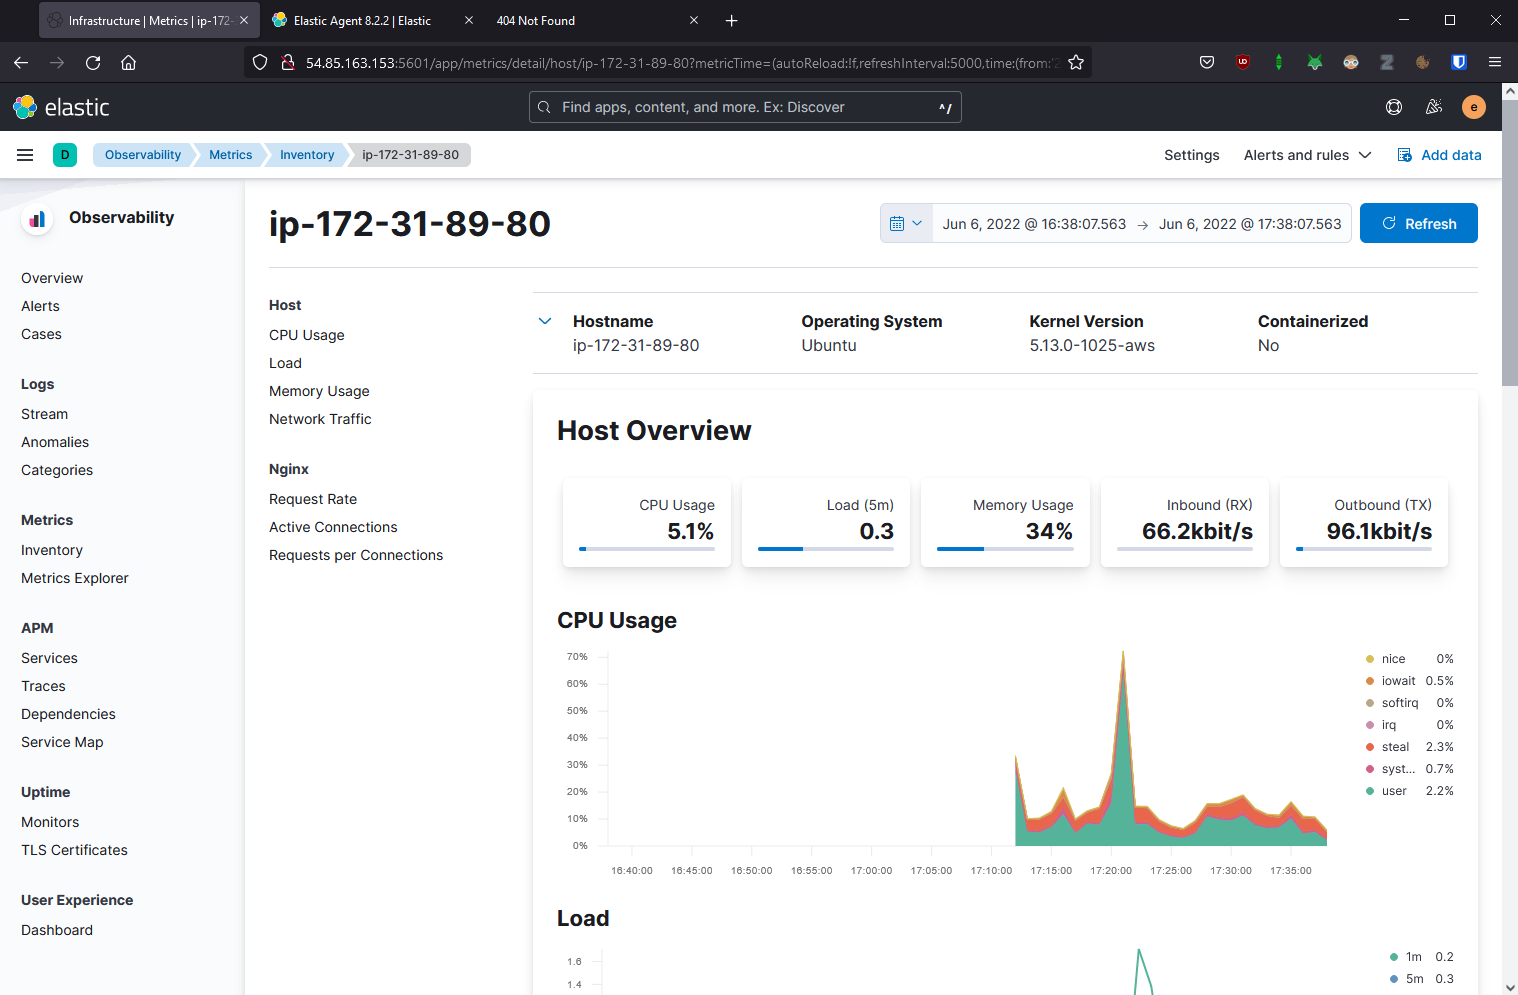 Infrastructure | Metrics | ip-172-
Elastic Agent 8.2.2 | Elastic
404 Not Found
54.85.163.153:5601/app/metrics/detail/host/ip-172-31-89-80?metricTime=(autoReload:!f,refreshInterval:5000,time:(from:'2
elastic
Find apps, content, and more. Ex: Discover
^/
e
D
Observability
Metrics
Inventory
ip-172-31-89-80
Settings
Alerts and rules
Add data
Observability
Overview
Alerts
Cases
Logs
Stream
Anomalies
Categories
Metrics
Inventory
Metrics Explorer
APM
Services
Traces
Dependencies
Service Map
Uptime
Monitors
TLS Certificates
User Experience
Dashboard
ip-172-31-89-80
Jun 6, 2022 @ 16:38:07.563 → Jun 6, 2022 @ 17:38:07.563
Refresh
Host
CPU Usage
Load
Memory Usage
Network Traffic
Nginx
Request Rate
Active Connections
Requests per Connections
Hostname
ip-172-31-89-80
Operating System
Ubuntu
Kernel Version
5.13.0-1025-aws
Containerized
No
Host Overview
CPU Usage
5.1%
Load (5m)
0.3
Memory Usage
34%
Inbound (RX)
66.2kbit/s
Outbound (TX)
96.1kbit/s
CPU Usage
70%
60%
50%
40%
30%
20%
10%
0%
16:40:00 16:45:00 16:50:00 16:55:00 17:00:00 17:05:00 17:10:00 17:15:00 17:20:00 17:25:00 17:30:00 17:35:00
nice 0%
iowait 0.5%
softirq 0%
irq 0%
steal 2.3%
syst... 0.7%
user 2.2%
Load
1.6
1.4
1m 0.2
5m 0.3